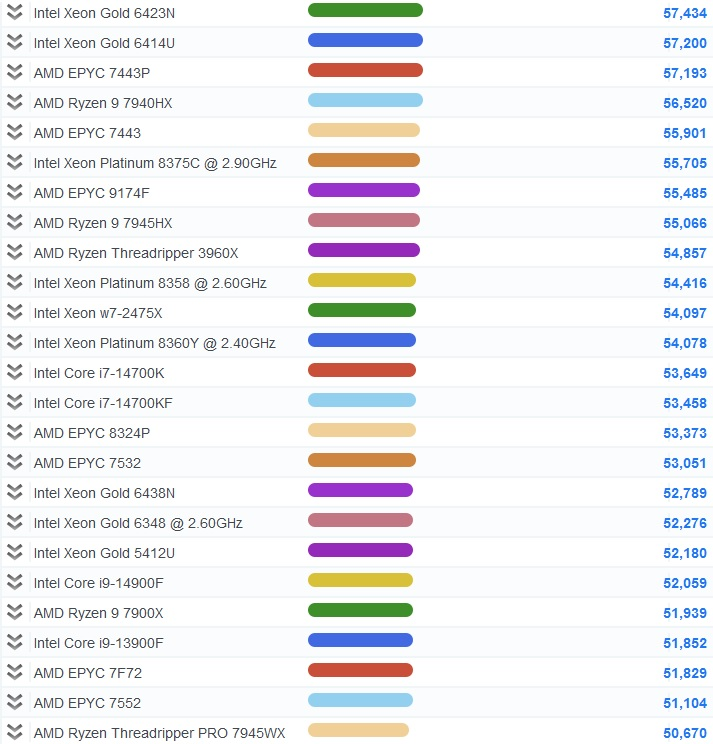 Intel Xeon Gold 6423N 57,434
Intel Xeon Gold 6414U 57,200
AMD EPYC 7443P 57,193
AMD Ryzen 9 7940HX 56,520
AMD EPYC 7443 55,901
Intel Xeon Platinum 8375C @ 2.90GHz 55,705
AMD EPYC 9174F 55,485
AMD Ryzen 9 7945HX 55,066
AMD Ryzen Threadripper 3960X 54,857
Intel Xeon Platinum 8358 @ 2.60GHz 54,416
Intel Xeon w7-2475X 54,097
Intel Xeon Platinum 8360Y @ 2.40GHz 54,078
Intel Core i7-14700K 53,649
Intel Core i7-14700KF 53,458
AMD EPYC 8324P 53,373
AMD EPYC 7532 53,051
Intel Xeon Gold 6438N 52,789
Intel Xeon Gold 6348 @ 2.60GHz 52,276
Intel Xeon Gold 5412U 52,180
Intel Core i9-14900F 52,059
AMD Ryzen 9 7900X 51,939
Intel Core i9-13900F 51,852
AMD EPYC 7F72 51,829
AMD EPYC 7552 51,104
AMD Ryzen Threadripper PRO 7945WX 50,670